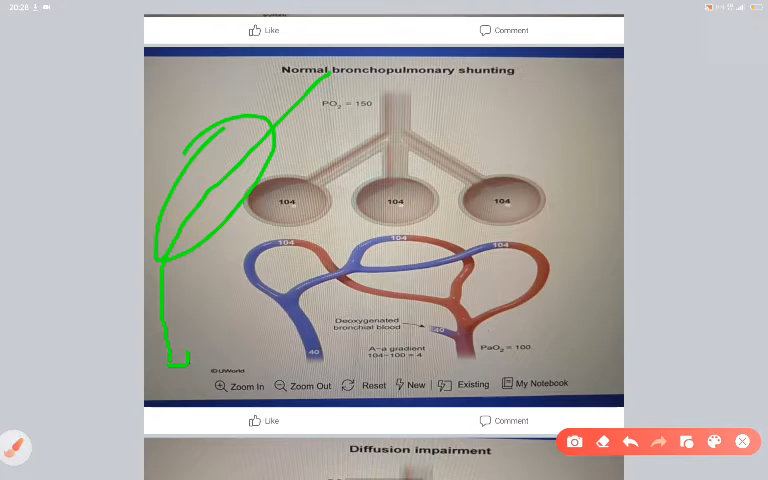 20:28
Like Comment
Normal bronchopulmonary shunting
PO2 = 150
104 104 104
104 104 104
Deoxygenated
bronchial blood
40
40
A-a gradient
104-100 = 4
PaO2 = 100
©UWorld
Zoom In Zoom Out Reset New Existing My Notebook
Like Comment
Diffusion impairment